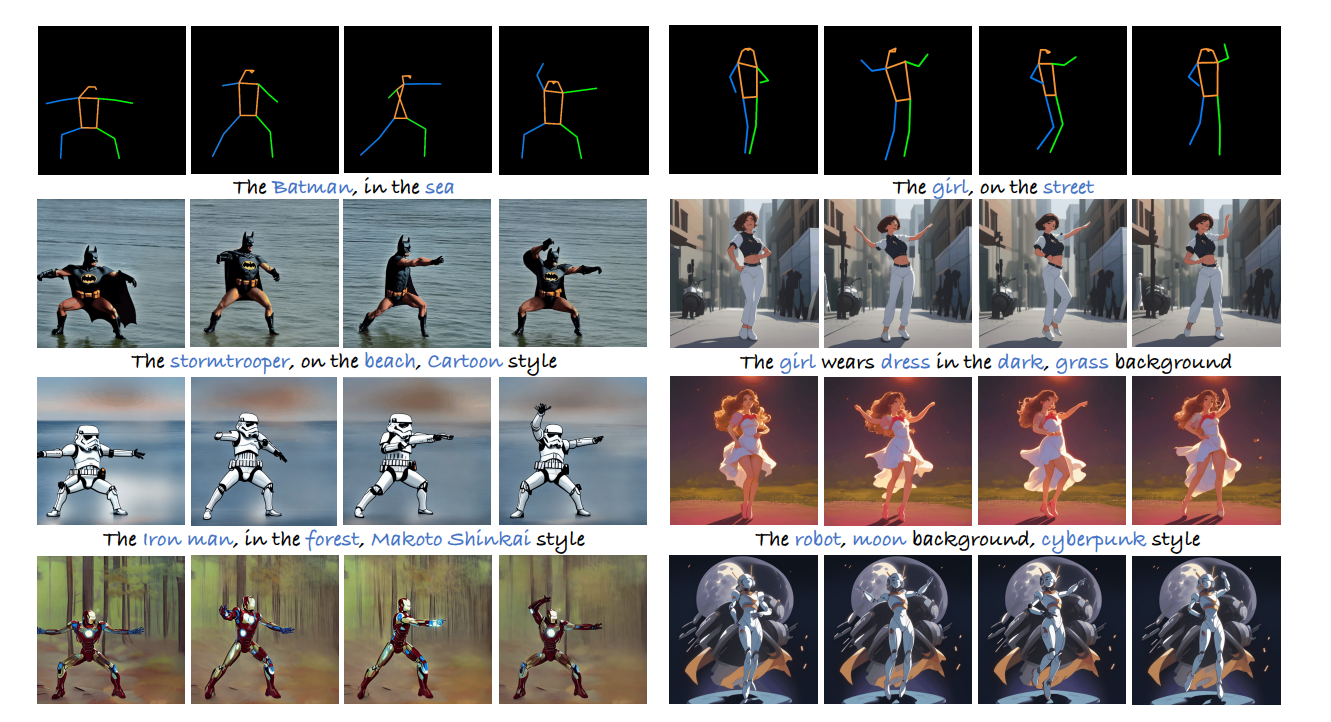 The Batman, in the sea
The girl, on the street
The stormtrooper, on the beach, Cartoon style
The girl wears dress in the dark, grass background
The Iron man, in the forest, Makoto Shinkai style
The robot, moon background, cyberpunk style